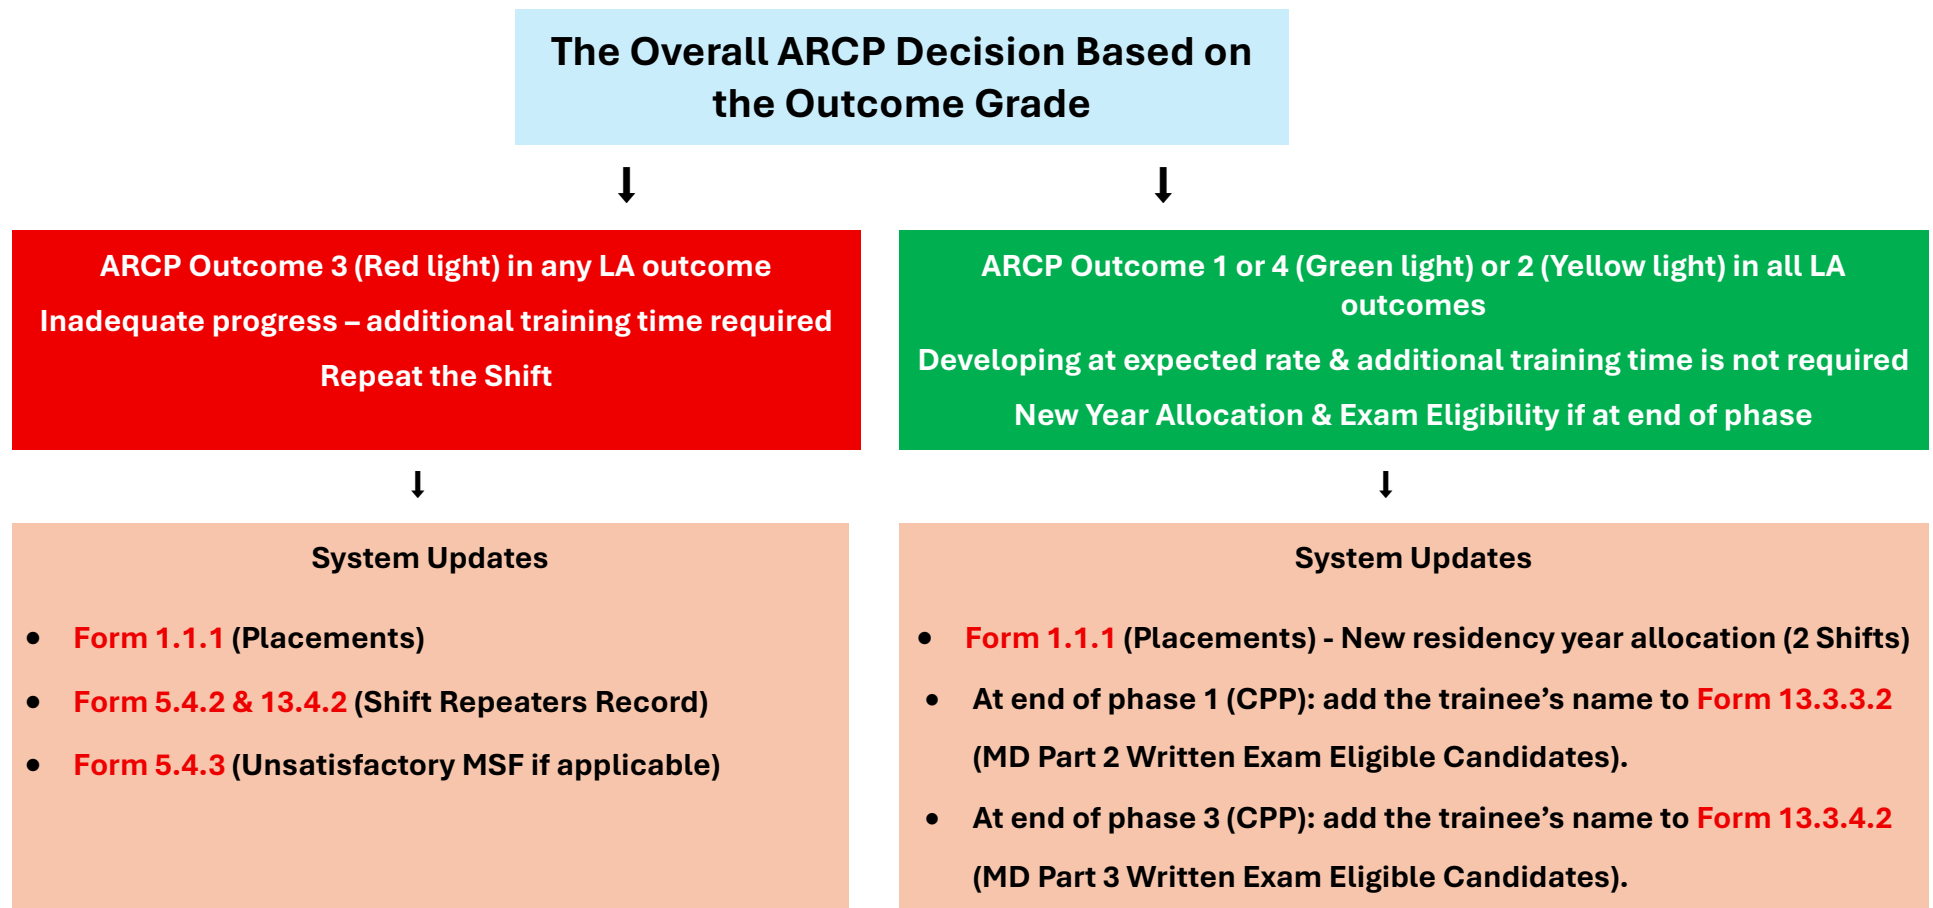 The Overall ARCP Decision Based on
the Outcome Grade
ARCP Outcome 3 (Red light) in any LA outcome
Inadequate progress – additional training time required
Repeat the Shift
ARCP Outcome 1 or 4 (Green light) or 2 (Yellow light) in all LA
outcomes
Developing at expected rate & additional training time is not required
New Year Allocation & Exam Eligibility if at end of phase
System Updates
• Form 1.1.1 (Placements)
• Form 5.4.2 & 13.4.2 (Shift Repeaters Record)
• Form 5.4.3 (Unsatisfactory MSF if applicable)
System Updates
• Form 1.1.1 (Placements) - New residency year allocation (2 Shifts)
• At end of phase 1 (CPP): add the trainee’s name to Form 13.3.3.2
(MD Part 2 Written Exam Eligible Candidates).
• At end of phase 3 (CPP): add the trainee’s name to Form 13.3.4.2
(MD Part 3 Written Exam Eligible Candidates).